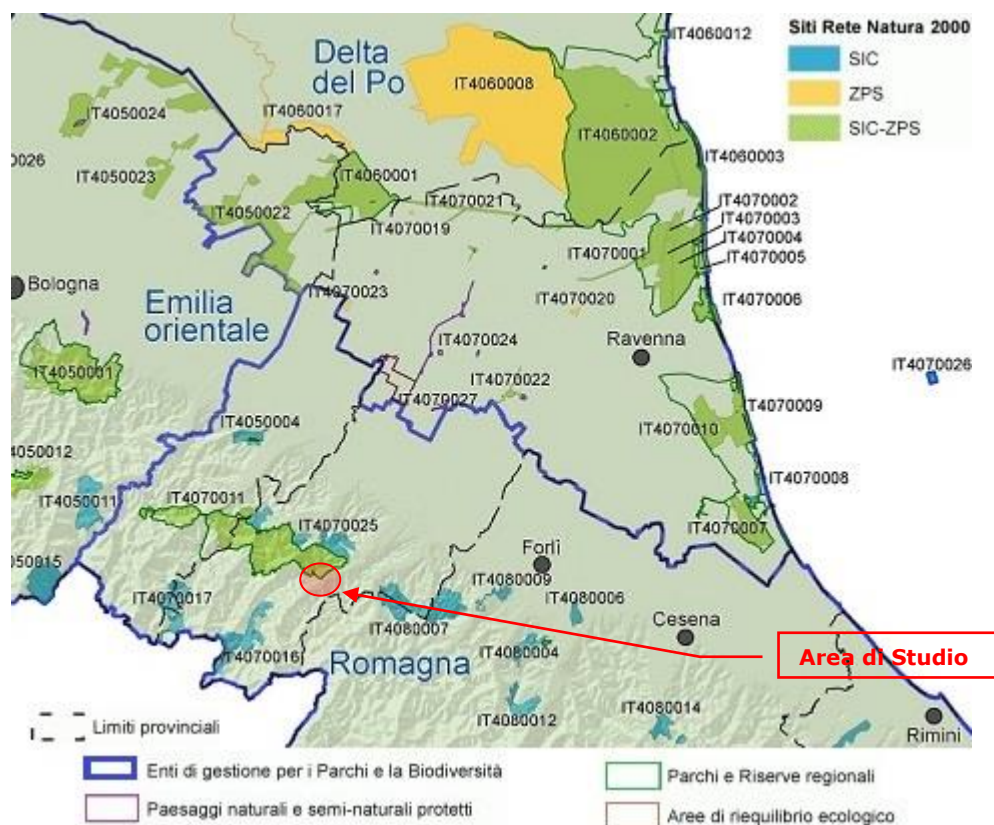 IT4060012
Siti Rete Natura 2000
SIC
ZPS
SIC-ZPS
Delta
del Po
IT4060008
IT4050024
IT4060017
IT4060002
0026
IT4050023
IT4060001
IT4060003
IT4050022
IT4070021
IT4070002
IT4070003
IT4070019
IT4070004
IT4070001
IT4070005
Bologna
IT4070023
IT4070020
IT4070006
Emilia
orientale
IT4070024
Ravenna
IT4050001
IT4070022
IT4070026
IT4070027
IT4070009
IT4050004
IT4070010
4050012
IT4050011
IT4070011
IT4070008
IT4070025
IT4070007
Forlì
050015
IT4080009
IT4070017
IT4080006
IT4080007
Cesena
IT4080004
IT4070016
Romagna
Area di Studio
IT4080012
IT4080014
Limiti provinciali
Rimini
Enti di gestione per i Parchi e la Biodiversità
Parchi e Riserve regionali
Paesaggi naturali e semi-naturali protetti
Aree di riequilibrio ecologico